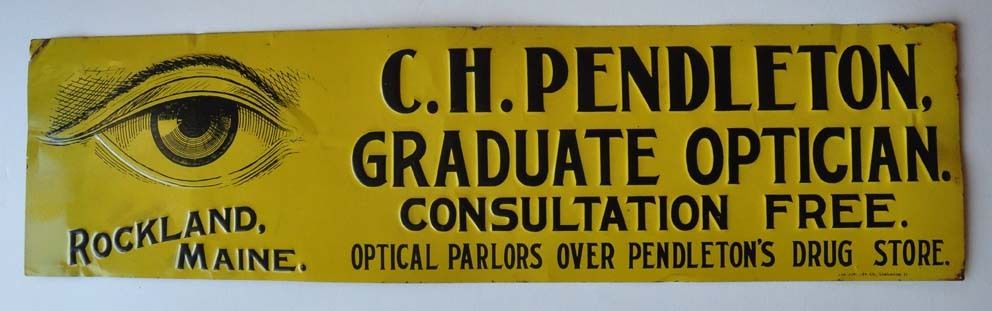 C.H. PENDLETON,
GRADUATE OPTICIAN.
CONSULTATION FREE.
OPTICAL PARLORS OVER PENDLETON'S DRUG STORE.
ROCKLAND,
MAINE.